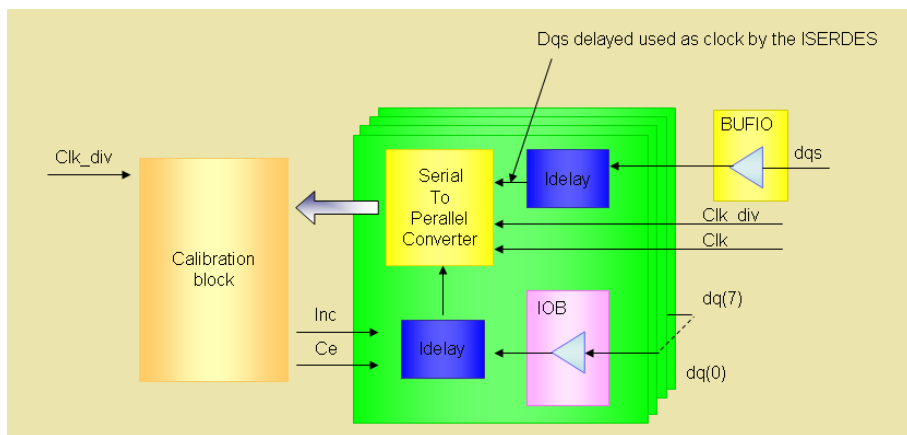 Dqs delayed used as clock by the ISERDES
BUFIO
dqs
Clk_div
Serial
To
Perallel
Converter
Idelay
Clk_div
Clk
Calibration
block
Inc
Ce
Idelay
IOB
dq(7)
dq(0)